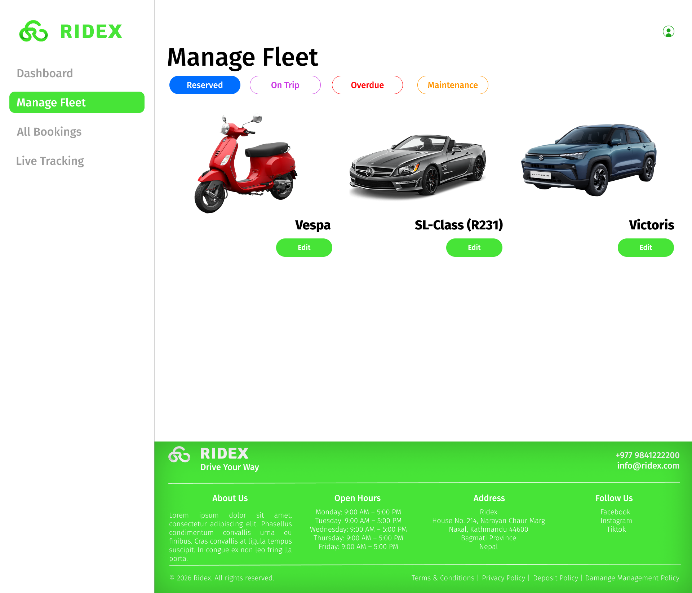 RIDEX
Dashboard
Manage Fleet
All Bookings
Live Tracking
Manage Fleet
Reserved
On Trip
Overdue
Maintenance
Vespa
Edit
SL-Class (R231)
Edit
Victoris
Edit
RIDEX
Drive Your Way
+977 9841222200
info@ridex.com
About Us
Lorem ipsum dolor sit amet,
consectetur adipiscing elit. Phasellus
condimentum convallis urna eu
finibus. Cras convallis at ligula tempus
suscipit. In congue ex non leo fringilla
porta.
Open Hours
Monday: 9:00 AM – 5:00 PM
Tuesday: 9:00 AM – 5:00 PM
Wednesday: 9:00 AM – 5:00 PM
Thursday: 9:00 AM – 5:00 PM
Friday: 9:00 AM – 5:00 PM
Address
Ridex
House No. 214, Narayan Chaur Marg
Naxal, Kathmandu 44600
Bagmati Province
Nepal
Follow Us
Facebook
Instagram
Tiktok
© 2026 Ridex. All rights reserved.
Terms & Conditions | Privacy Policy | Deposit Policy | Damange Management Policy